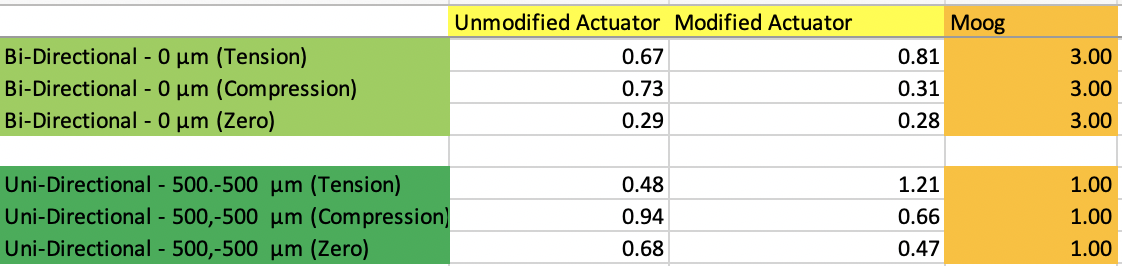 Unmodified Actuator Modified Actuator Moog
Bi-Directional - 0 µm (Tension) 0.67 0.81 3.00
Bi-Directional - 0 µm (Compression) 0.73 0.31 3.00
Bi-Directional - 0 µm (Zero) 0.29 0.28 3.00
Uni-Directional - 500.-500  µm (Tension) 0.48 1.21 1.00
Uni-Directional - 500,-500  µm (Compression) 0.94 0.66 1.00
Uni-Directional - 500,-500  µm (Zero) 0.68 0.47 1.00